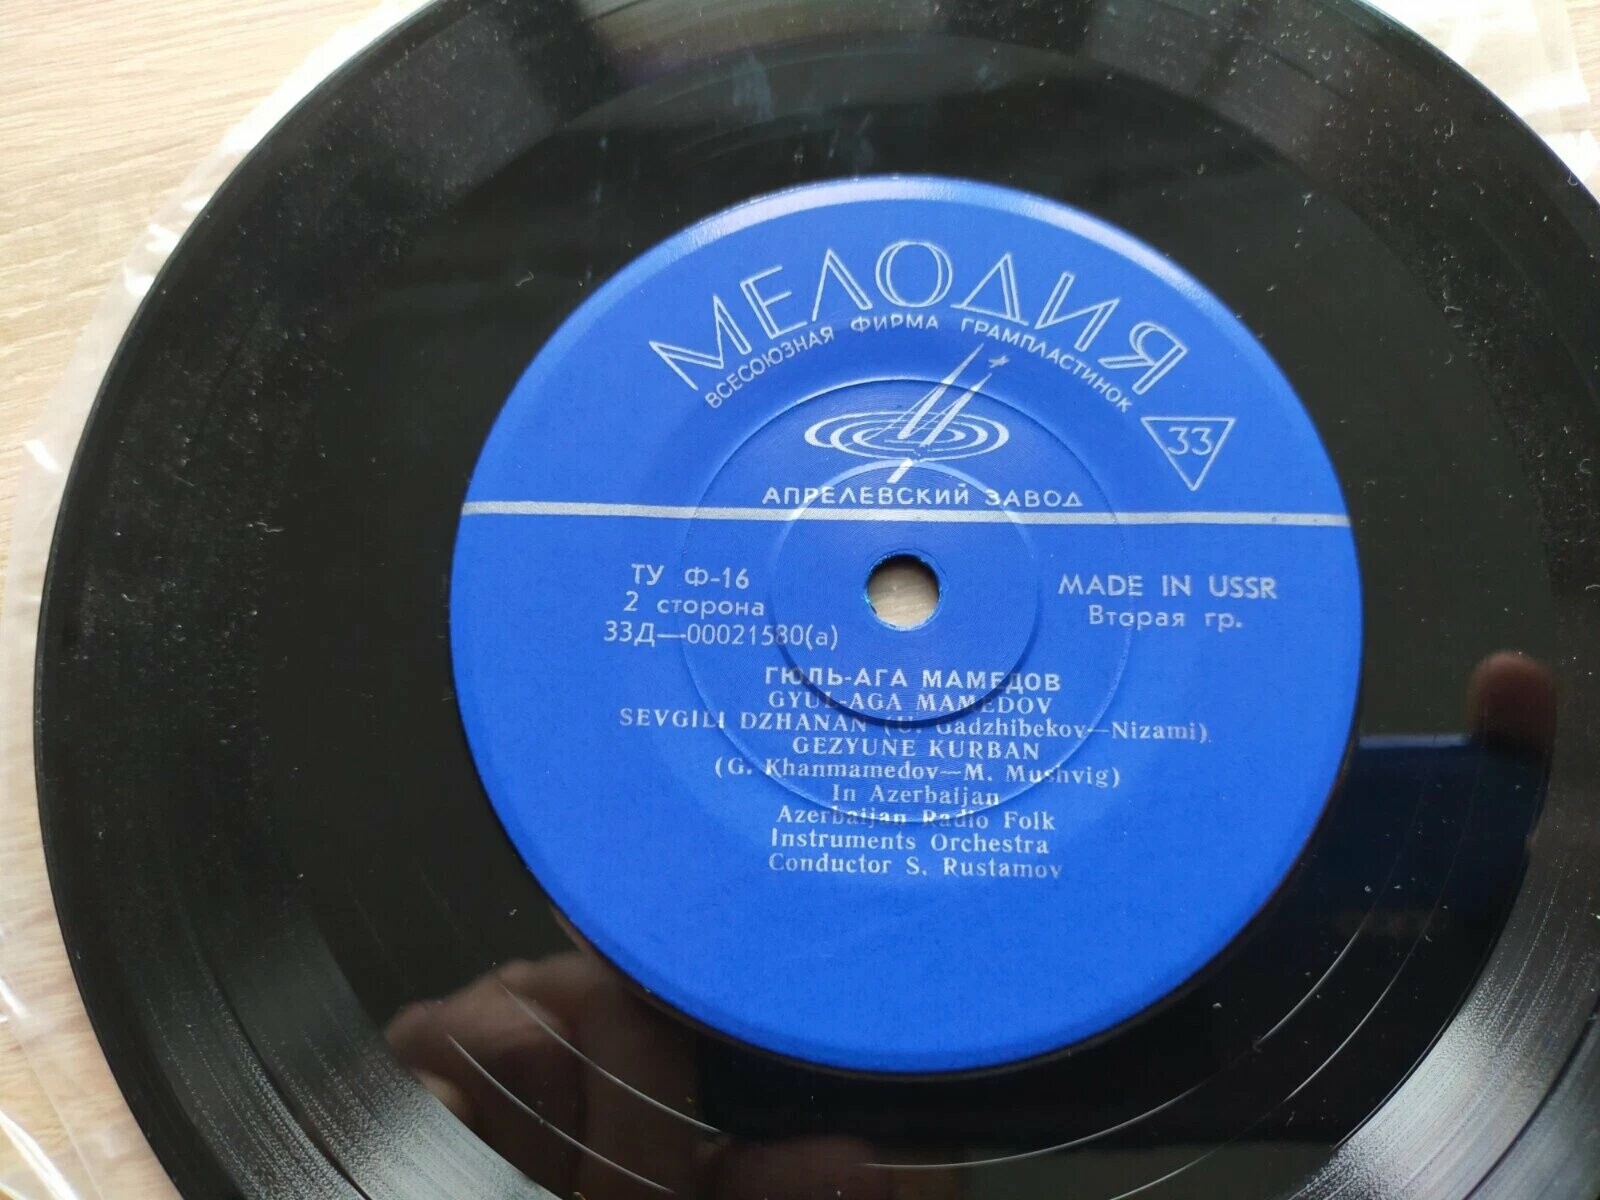 МЕЛОДИЯ
ВСЕСОЮЗНАЯ ФИРМА ГРАМПЛАСТИНОК
33
АПРЕЛЕВСКИЙ ЗАВОД
ТУ Ф-16
2 сторона
33Д—00021580(а)
MADE IN USSR
Вторая гр.
ГЮЛЬ-АГА МАМЕДОВ
GYUL-AGA MAMEDOV
SEVGILI DZHANAN (U. Gadzhibekov—Nizami)
GEZYUNE KURBAN
(G. Khanmamedov—M. Mushvig)
In Azerbaijan
Azerbaijan Radio Folk
Instruments Orchestra
Conductor S. Rustamov